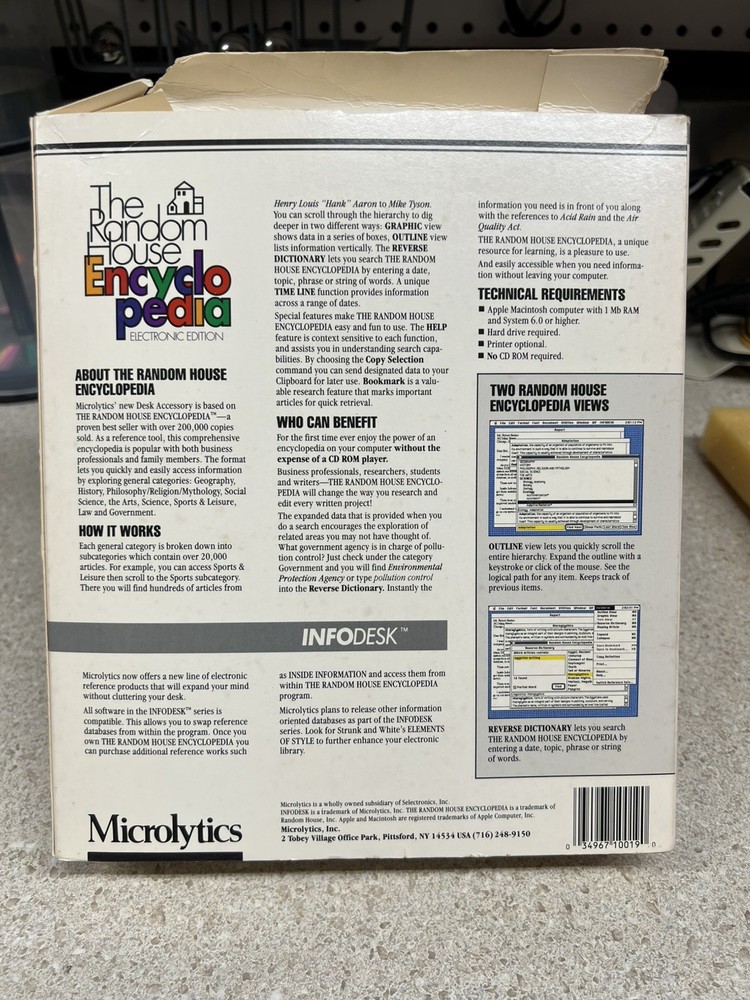 The
Random
House
Encyclo
pedia
ELECTRONIC EDITION
ABOUT THE RANDOM HOUSE
ENCYCLOPEDIA
Microlytics' new Desk Accessory is based on
THE RANDOM HOUSE ENCYCLOPEDIA™—a
proven best seller with over 200,000 copies
sold. As a reference tool, this comprehensive
encyclopedia is popular with both business
professionals and family members. The format
lets you quickly and easily access information
by exploring general categories: Geography,
History, Philosophy/Religion/Mythology, Social
Science, the Arts, Science, Sports & Leisure,
Law and Government.
HOW IT WORKS
Each general category is broken down into
subcategories which contain over 20,000
articles. For example, you can access Sports &
Leisure then scroll to the Sports subcategory.
There you will find hundreds of articles from
Henry Louis "Hank" Aaron to Mike Tyson.
You can scroll through the hierarchy to dig
deeper in two different ways: GRAPHIC view
shows data in a series of boxes, OUTLINE view
lists information vertically. The REVERSE
DICTIONARY lets you search THE RANDOM
HOUSE ENCYCLOPEDIA by entering a date,
topic, phrase or string of words. A unique
TIME LINE function provides information
across a range of dates.
Special features make THE RANDOM HOUSE
ENCYCLOPEDIA easy and fun to use. The HELP
feature is context sensitive to each function,
and assists you in understanding search capa-
bilities. By choosing the Copy Selection
command you can send designated data to your
Clipboard for later use. Bookmark is a valu-
able research feature that marks important
articles for quick retrieval.
WHO CAN BENEFIT
For the first time ever enjoy the power of an
encyclopedia on your computer without the
expense of a CD ROM player.
Business professionals, researchers, students
and writers—THE RANDOM HOUSE ENCYCLO-
PEDIA will change the way you research and
edit every written project!
The expanded data that is provided when you
do a search encourages the exploration of
related areas you may not have thought of.
What government agency is in charge of pollu-
tion control? Just check under the category
Government and you will find Environmental
Protection Agency or type pollution control
into the Reverse Dictionary. Instantly the
information you need is in front of you along
with the references to Acid Rain and the Air
Quality Act.
THE RANDOM HOUSE ENCYCLOPEDIA, a unique
resource for learning, is a pleasure to use.
And easily accessible when you need informa-
tion without leaving your computer.
TECHNICAL REQUIREMENTS
■ Apple Macintosh computer with 1 Mb RAM
and System 6.0 or higher.
■ Hard drive required.
■ Printer optional.
■ No CD ROM required.
TWO RANDOM HOUSE
ENCYCLOPEDIA VIEWS
OUTLINE view lets you quickly scroll the
entire hierarchy. Expand the outline with a
keystroke or click of the mouse. See the
logical path for any item. Keeps track of
previous items.
REVERSE DICTIONARY lets you search
THE RANDOM HOUSE ENCYCLOPEDIA by
entering a date, topic, phrase or string
of words.
INFODESK™
Microlytics now offers a new line of electronic
reference products that will expand your mind
without cluttering your desk.
All software in the INFODESK™ series is
compatible. This allows you to swap reference
databases from within the program. Once you
own THE RANDOM HOUSE ENCYCLOPEDIA you
can purchase additional reference works such
as INSIDE INFORMATION and access them from
within THE RANDOM HOUSE ENCYCLOPEDIA
program.
Microlytics plans to release other information
oriented databases as part of the INFODESK
series. Look for Strunk and White's ELEMENTS
OF STYLE to further enhance your electronic
library.
Microlytics
Microlytics is a wholly owned subsidiary of Selectronics, Inc.
INFODESK is a trademark of Microlytics, Inc. THE RANDOM HOUSE ENCYCLOPEDIA is a trademark of
Random House, Inc. Apple and Macintosh are registered trademarks of Apple Computer, Inc.
Microlytics, Inc.
2 Tobey Village Office Park, Pittsford, NY 14534 USA (716) 248-9150
0 34967 10019 0